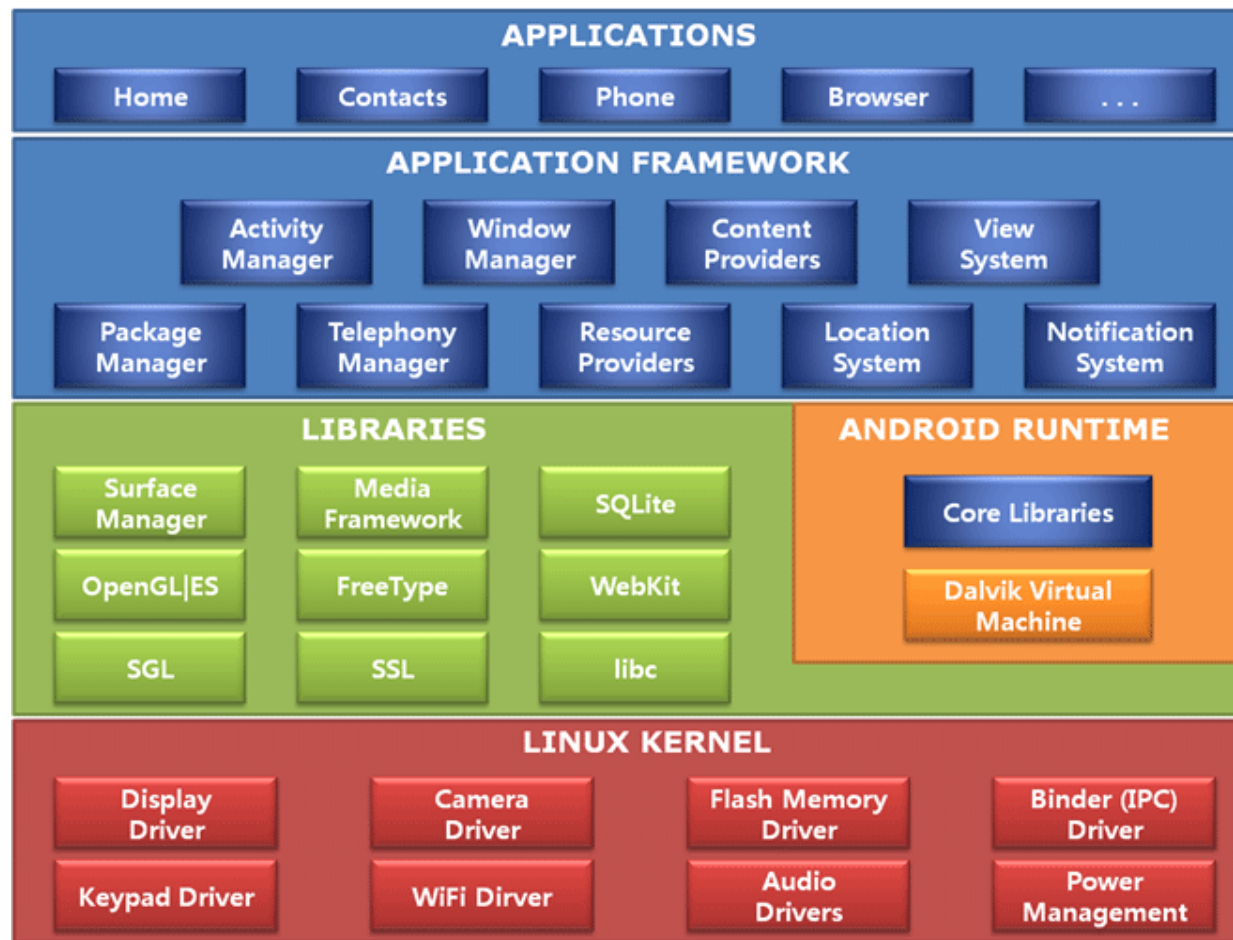 APPLICATIONS
Home
Contacts
Phone
Browser
. . .
APPLICATION FRAMEWORK
Activity
Manager
Window
Manager
Content
Providers
View
System
Package
Manager
Telephony
Manager
Resource
Providers
Location
System
Notification
System
LIBRARIES
Surface
Manager
Media
Framework
SQLite
OpenGL|ES
FreeType
WebKit
SGL
SSL
libc
ANDROID RUNTIME
Core Libraries
Dalvik Virtual
Machine
LINUX KERNEL
Display
Driver
Camera
Driver
Flash Memory
Driver
Binder (IPC)
Driver
Keypad Driver
WiFi Dirver
Audio
Drivers
Power
Management